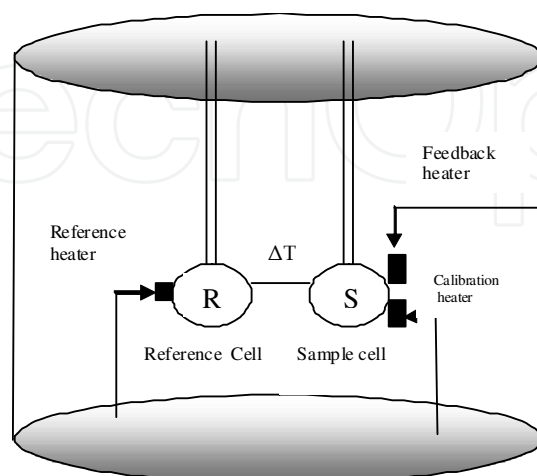 Feedback
heater
Reference
heater
ΔT
Calibration
heater
R
S
Reference Cell
Sample cell